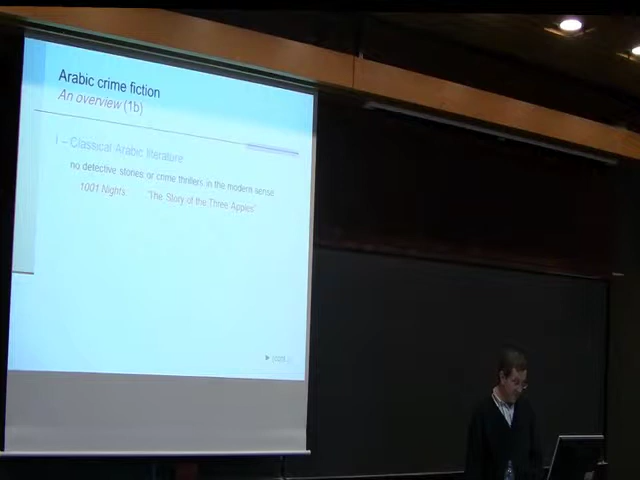 Arabic crime fiction
An overview (1b)
I – Classical Arabic literature
no detective stories or crime thrillers in the modern sense
1001 Nights: "The Story of the Three Apples"